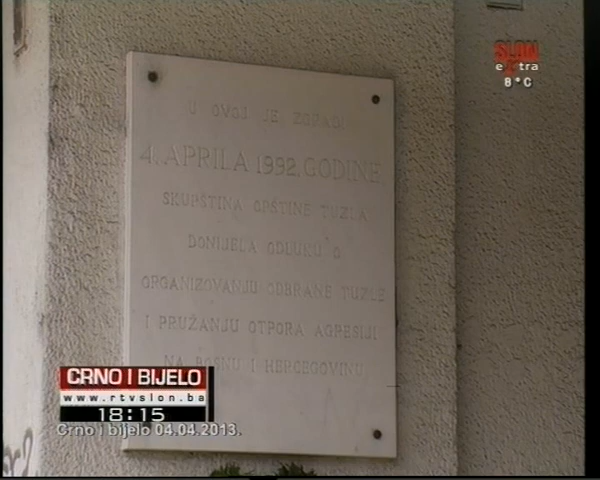 SLON
extra
8°C
U OVOJ JE ZGRADI
4. APRILA 1992. GODINE
SKUPŠTINA OPŠTINE TUZLA
DONIJELA ODLUKU O
ORGANIZOVANJU ODBRANE TUZLE
I PRUŽANJU OTPORA AGRESIJI
NA BOSNU I HERCEGOVINU
CRNO I BIJELO
www.rtvslon.ba
18:15
Crno i bijelo 04.04.2013.